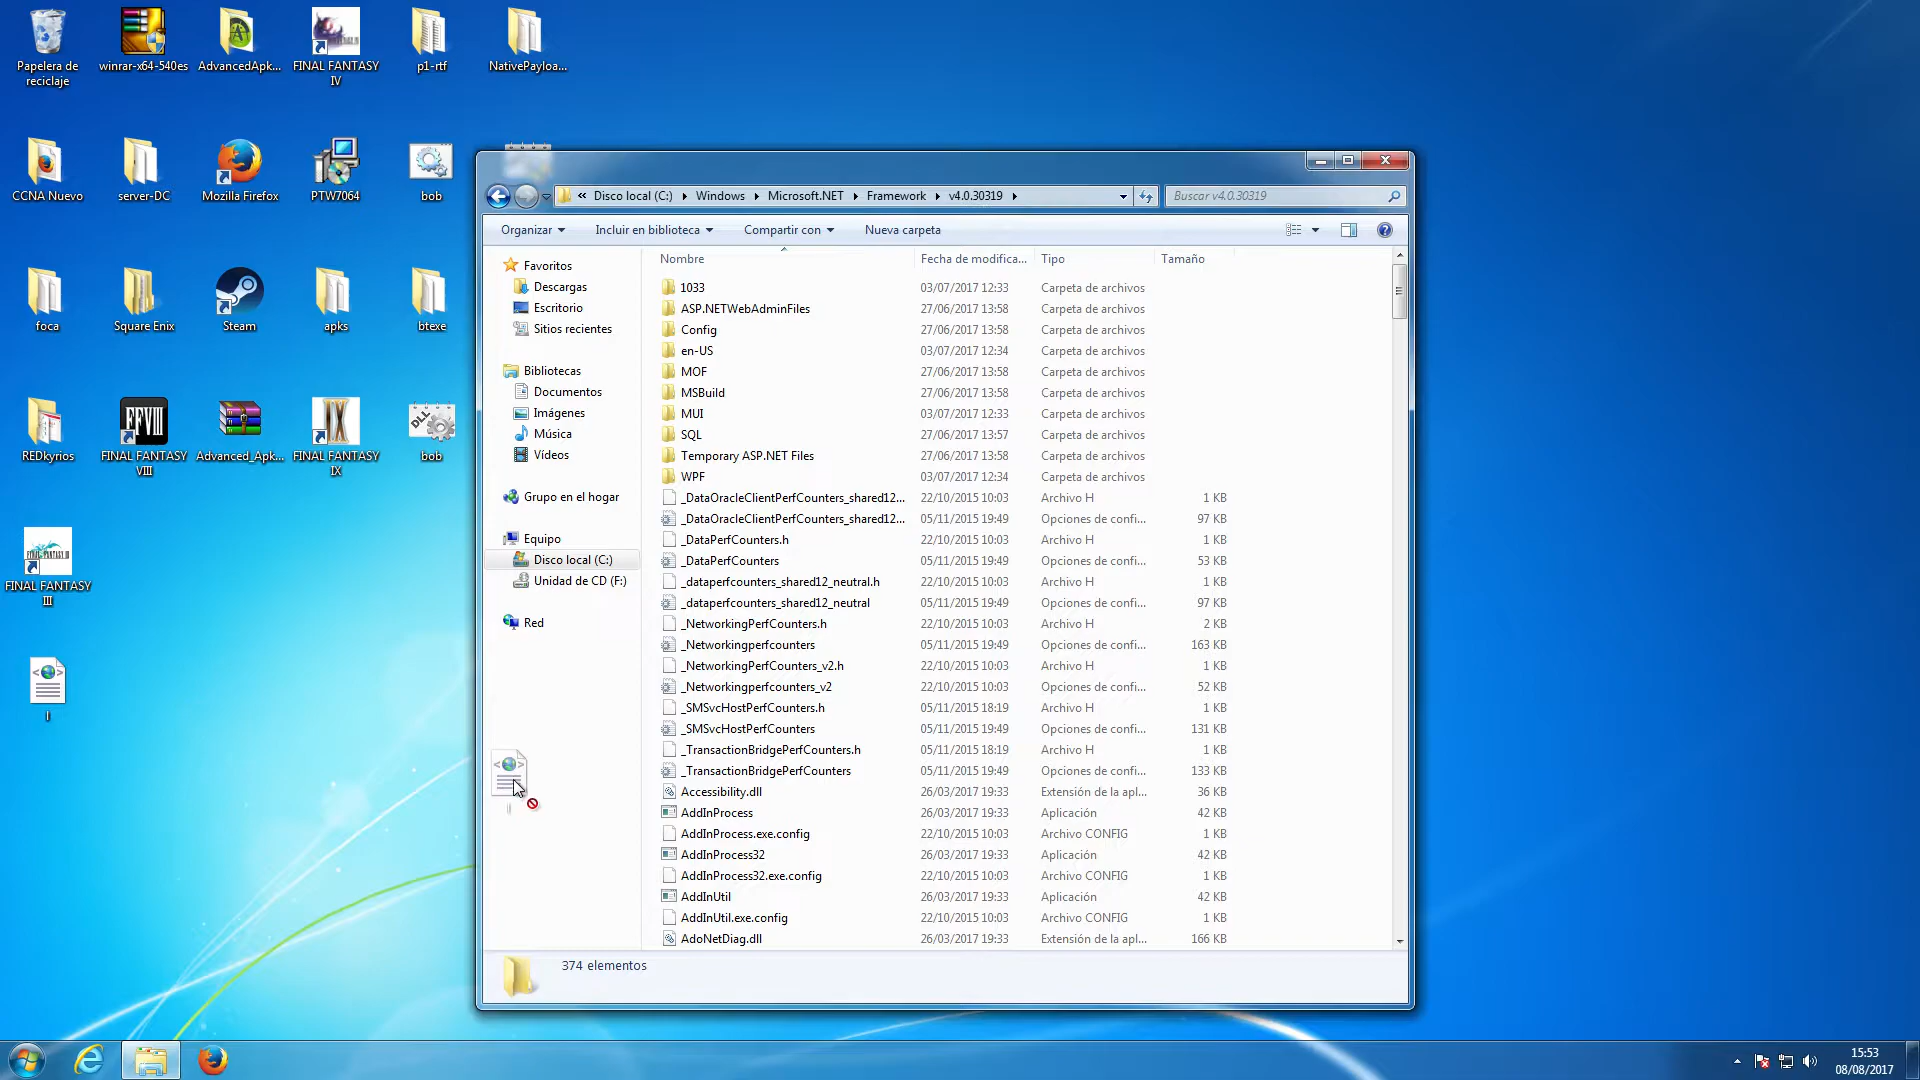 Papelera de
reciclaje
winrar-x64-540es
AdvancedApk...
FINAL FANTASY
IV
p1-rtf
NativePayloa...
CCNA Nuevo
server-DC
Mozilla Firefox
PTW7064
bob
foca
Square Enix
Steam
apks
btexe
REDkyrios
FINAL FANTASY
VIII
Advanced_Apk...
FINAL FANTASY
IX
bob
FINAL FANTASY
III
« Disco local (C:) Windows Microsoft.NET Framework v4.0.30319
Buscar v4.0.30319
Organizar Incluir en biblioteca Compartir con Nueva carpeta
Nombre Fecha de modifica... Tipo Tamaño
Favoritos
Descargas
Escritorio
Sitios recientes
Bibliotecas
Documentos
Imágenes
Música
Vídeos
Grupo en el hogar
Equipo
Disco local (C:)
Unidad de CD (F:)
Red
1033 03/07/2017 12:33 Carpeta de archivos
ASP.NETWebAdminFiles 27/06/2017 13:58 Carpeta de archivos
Config 27/06/2017 13:58 Carpeta de archivos
en-US 03/07/2017 12:34 Carpeta de archivos
MOF 27/06/2017 13:58 Carpeta de archivos
MSBuild 27/06/2017 13:58 Carpeta de archivos
MUI 03/07/2017 12:33 Carpeta de archivos
SQL 27/06/2017 13:57 Carpeta de archivos
Temporary ASP.NET Files 27/06/2017 13:58 Carpeta de archivos
WPF 03/07/2017 12:34 Carpeta de archivos
_DataOracleClientPerfCounters_shared12... 22/10/2015 10:03 Archivo H 1 KB
_DataOracleClientPerfCounters_shared12... 05/11/2015 19:49 Opciones de confi... 97 KB
_DataPerfCounters.h 22/10/2015 10:03 Archivo H 1 KB
_DataPerfCounters 05/11/2015 19:49 Opciones de confi... 53 KB
_dataperfcounters_shared12_neutral.h 22/10/2015 10:03 Archivo H 1 KB
_dataperfcounters_shared12_neutral 05/11/2015 19:49 Opciones de confi... 97 KB
_NetworkingPerfCounters.h 22/10/2015 10:03 Archivo H 2 KB
_Networkingperfcounters 05/11/2015 19:49 Opciones de confi... 163 KB
_NetworkingPerfCounters_v2.h 22/10/2015 10:03 Archivo H 1 KB
_Networkingperfcounters_v2 05/11/2015 19:49 Opciones de confi... 52 KB
_SMSvcHostPerfCounters.h 05/11/2015 18:19 Archivo H 1 KB
_SMSvcHostPerfCounters 05/11/2015 19:49 Opciones de confi... 131 KB
_TransactionBridgePerfCounters.h 05/11/2015 18:19 Archivo H 1 KB
_TransactionBridgePerfCounters 05/11/2015 19:49 Opciones de confi... 133 KB
Accessibility.dll 26/03/2017 19:33 Extensión de la apl... 36 KB
AddInProcess 26/03/2017 19:33 Aplicación 42 KB
AddInProcess.exe.config 22/10/2015 10:03 Archivo CONFIG 1 KB
AddInProcess32 26/03/2017 19:33 Aplicación 42 KB
AddInProcess32.exe.config 22/10/2015 10:03 Archivo CONFIG 1 KB
AddInUtil 26/03/2017 19:33 Aplicación 42 KB
AddInUtil.exe.config 22/10/2015 10:03 Archivo CONFIG 1 KB
AdoNetDiag.dll 26/03/2017 19:33 Extensión de la apl... 166 KB
374 elementos
15:53
08/08/2017